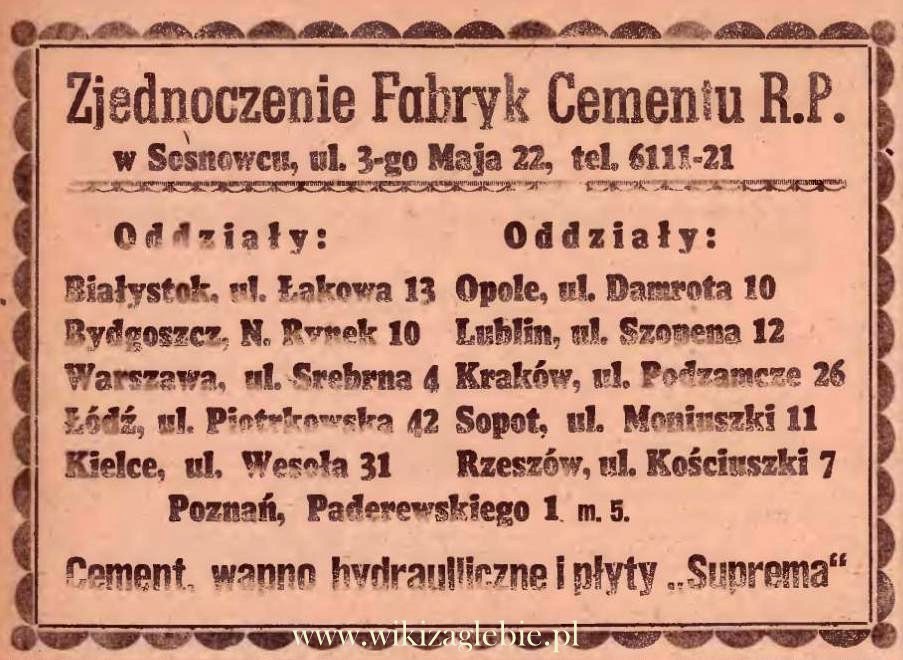 Zjednoczenie Fabryk Cementu R.P.
w Sosnowcu, ul. 3-go Maja 22, tel. 6111-21
Oddziały:
Białystok, ul. Łakowa 13
Bydgoszcz, N. Rynek 10
Warszawa, ul. Srebrna 4
Łódź, ul. Piotrkowska 42
Kielce, ul. Wesoła 31
Oddziały:
Opole, ul. Damrota 10
Lublin, ul. Szopena 12
Kraków, ul. Podzamcze 26
Sopot, ul. Moniuszki 11
Rzeszów, ul. Kościuszki 7
Poznań, Paderewskiego 1 m. 5.
Cement, wapno hydraulliczne i płyty „Suprema“
www.wikizaglebie.pl